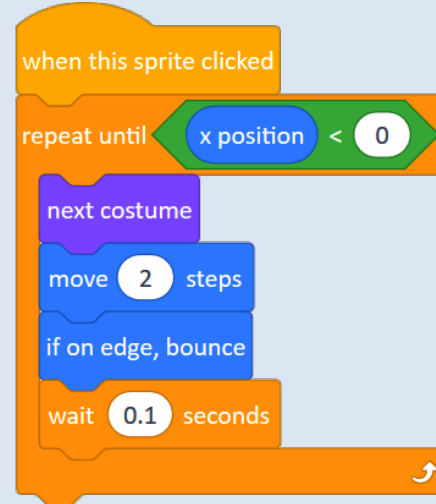 when this sprite clicked
repeat until x position < 0
next costume
move 2 steps
if on edge, bounce
wait 0.1 seconds